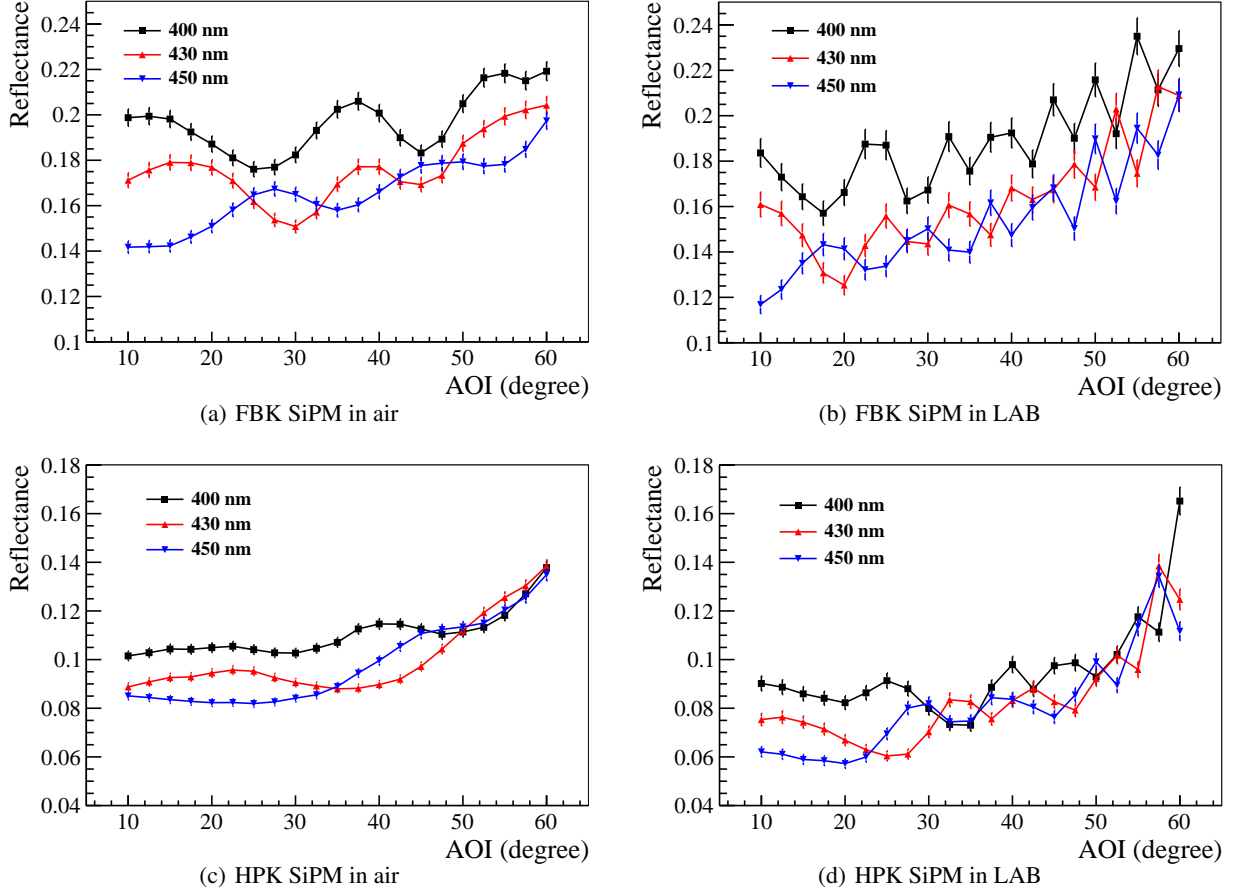 Reflectance
0.24
0.22
0.2
0.18
0.16
0.14
0.12
0.1
400 nm
430 nm
450 nm
10 20 30 40 50 60
AOI (degree)
(a) FBK SiPM in air
Reflectance
0.24
0.22
0.2
0.18
0.16
0.14
0.12
0.1
400 nm
430 nm
450 nm
10 20 30 40 50 60
AOI (degree)
(b) FBK SiPM in LAB
Reflectance
0.18
0.16
0.14
0.12
0.1
0.08
0.06
0.04
400 nm
430 nm
450 nm
10 20 30 40 50 60
AOI (degree)
(c) HPK SiPM in air
Reflectance
0.18
0.16
0.14
0.12
0.1
0.08
0.06
0.04
400 nm
430 nm
450 nm
10 20 30 40 50 60
AOI (degree)
(d) HPK SiPM in LAB